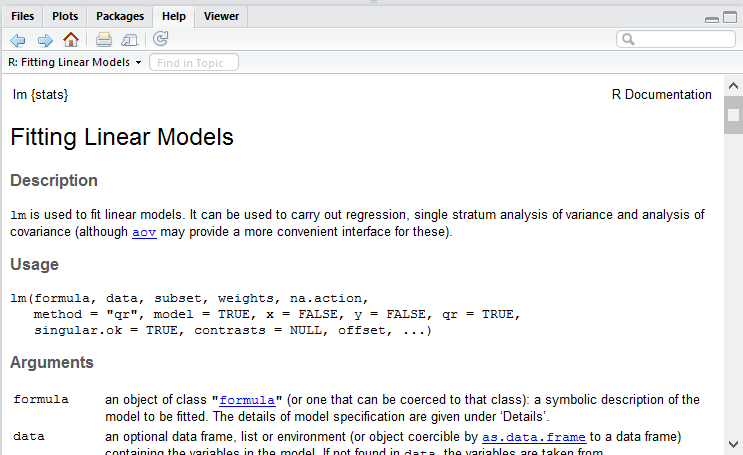 Files Plots Packages Help Viewer
R: Fitting Linear Models Find in Topic
lm {stats} R Documentation
Fitting Linear Models
Description
lm is used to fit linear models. It can be used to carry out regression, single stratum analysis of variance and analysis of
covariance (although aov may provide a more convenient interface for these).
Usage
lm(formula, data, subset, weights, na.action,
   method = "qr", model = TRUE, x = FALSE, y = FALSE, qr = TRUE,
   singular.ok = TRUE, contrasts = NULL, offset, ...)
Arguments
formula an object of class "formula" (or one that can be coerced to that class): a symbolic description of the
model to be fitted. The details of model specification are given under ‘Details’.
data an optional data frame, list or environment (or object coercible by as.data.frame to a data frame)
containing the variables in the model. If not found in data, the variables are taken from